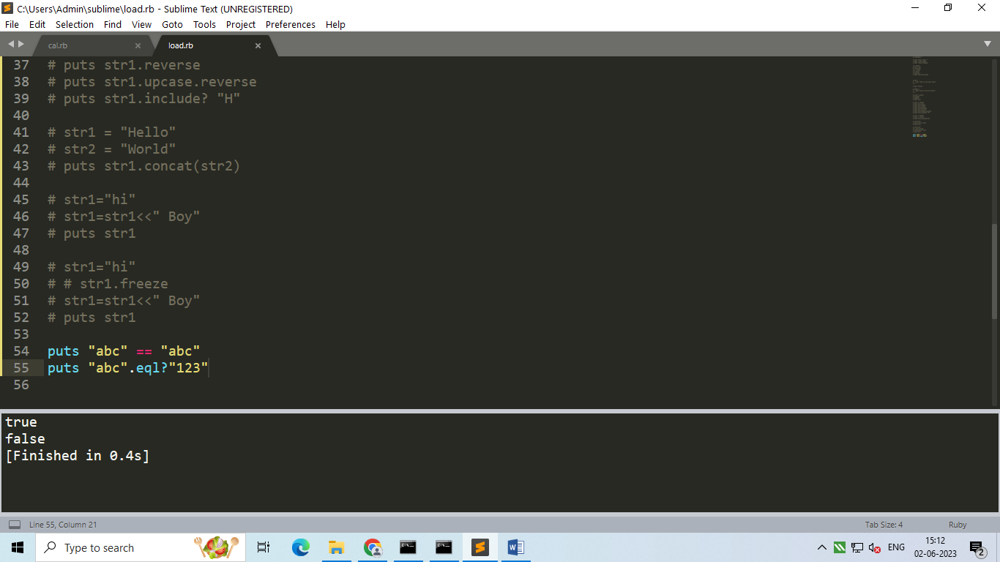 C:\Users\Admin\sublime\load.rb - Sublime Text (UNREGISTERED)
File Edit Selection Find View Goto Tools Project Preferences Help
cal.rb load.rb
37 # puts str1.reverse
38 # puts str1.upcase.reverse
39 # puts str1.include? "H"
40
41 # str1 = "Hello"
42 # str2 = "World"
43 # puts str1.concat(str2)
44
45 # str1="hi"
46 # str1=str1<<" Boy"
47 # puts str1
48
49 # str1="hi"
50 # # str1.freeze
51 # str1=str1<<" Boy"
52 # puts str1
53
54 puts "abc" == "abc"
55 puts "abc".eql?"123"
56
true
false
[Finished in 0.4s]
Line 55, Column 21 Tab Size: 4 Ruby
Type to search ENG 15:12
02-06-2023 2